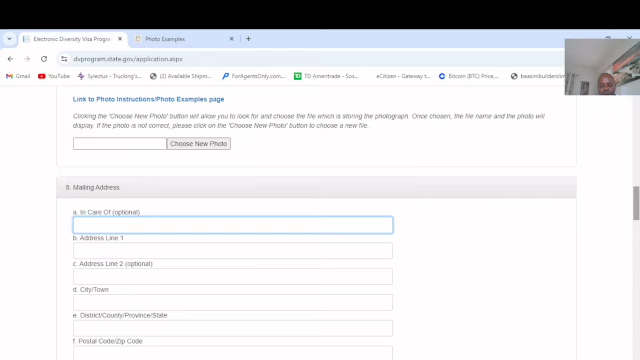 Electronic Diversity Visa Progra
Photo Examples
dvprogram.state.gov/application.aspx
Gmail
YouTube
Sylectus - Trucking's
Available Shipment
ForAgentsOnly.com
TD Ameritrade - Cr
eCitizen - Gateway t
Bitcoin (BTC) Price,
beacombuildersIn
Link to Photo Instructions/Photo Examples page
Clicking the 'Choose New Photo' button will allow you to look for and choose the file which is storing the photograph. Once chosen, the file name and the photo will
display. If the photo is not correct, please click on the 'Choose New Photo' button to choose a new file.
Choose New Photo
8. Mailing Address
a. In Care Of (optional)
b. Address Line 1
c. Address Line 2 (optional)
d. City/Town
e. District/County/Province/State
f. Postal Code/Zip Code